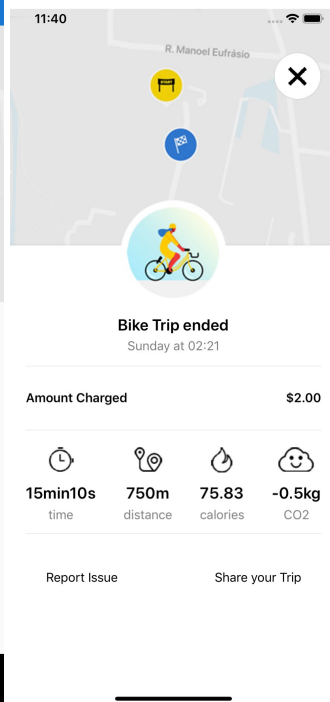 11:40
R. Manoel Eufrásio
START
Bike Trip ended
Sunday at 02:21
Amount Charged $2.00
15min10s 750m 75.83 -0.5kg
time distance calories CO2
Report Issue Share your Trip